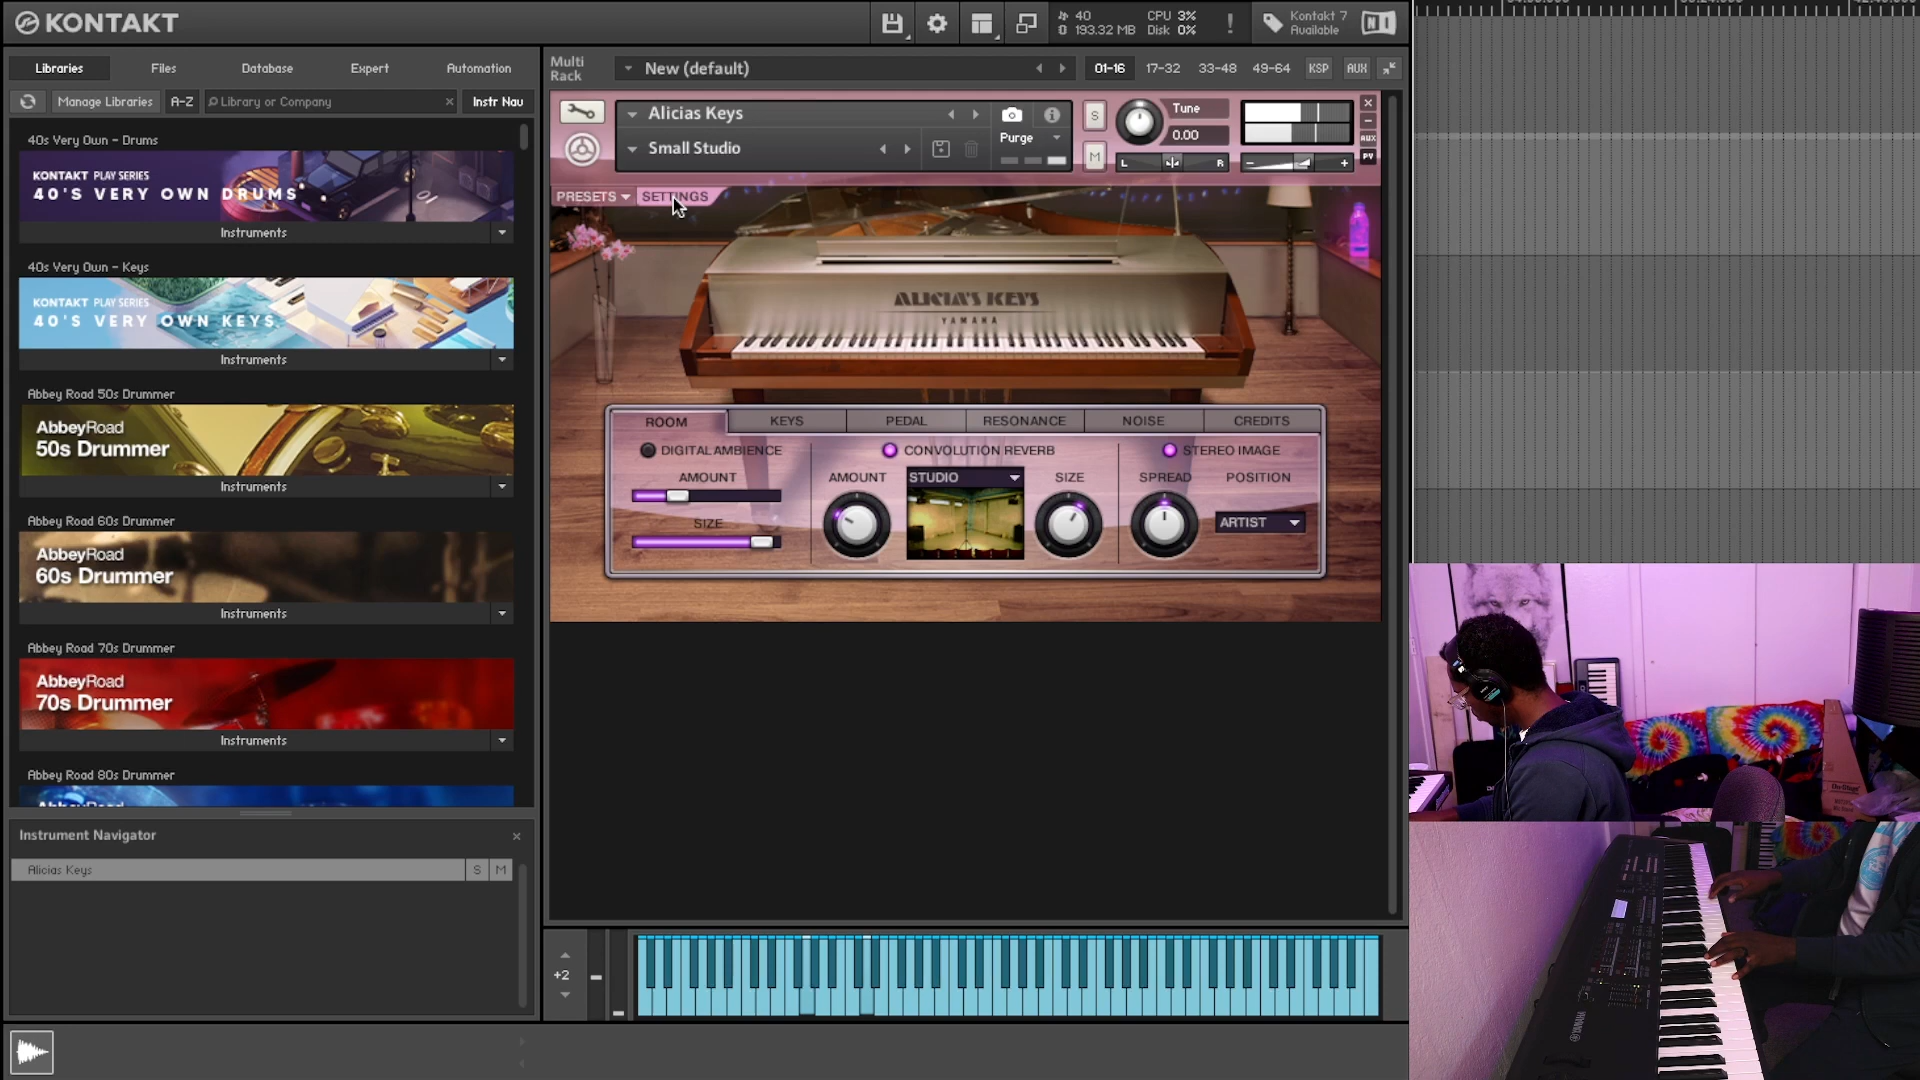 KONTAKT
40
193.32 MB
CPU 3%
Disk 0%
!
Kontakt 7
Available
Libraries
Files
Database
Expert
Automation
Manage Libraries
A-Z
Library or Company
Instr Nav
40s Very Own - Drums
KONTAKT PLAY SERIES
40'S VERY OWN DRUMS
Instruments
40s Very Own - Keys
KONTAKT PLAY SERIES
40'S VERY OWN KEYS
Instruments
Abbey Road 50s Drummer
AbbeyRoad
50s Drummer
Instruments
Abbey Road 60s Drummer
AbbeyRoad
60s Drummer
Instruments
Abbey Road 70s Drummer
AbbeyRoad
70s Drummer
Instruments
Abbey Road 80s Drummer
Instrument Navigator
Alicias Keys
S M
Multi
Rack
New (default)
01-16 17-32 33-48 49-64 KSP AUX
Alicias Keys
Small Studio
Purge
S
M
Tune
0.00
L R
- +
AUX
PV
PRESETS SETTINGS
ALICIA'S KEYS
YAMAHA
ROOM KEYS PEDAL RESONANCE NOISE CREDITS
DIGITAL AMBIENCE
AMOUNT
SIZE
CONVOLUTION REVERB
AMOUNT
STUDIO
SIZE
STEREO IMAGE
SPREAD
POSITION
ARTIST
+2
YAMAHA